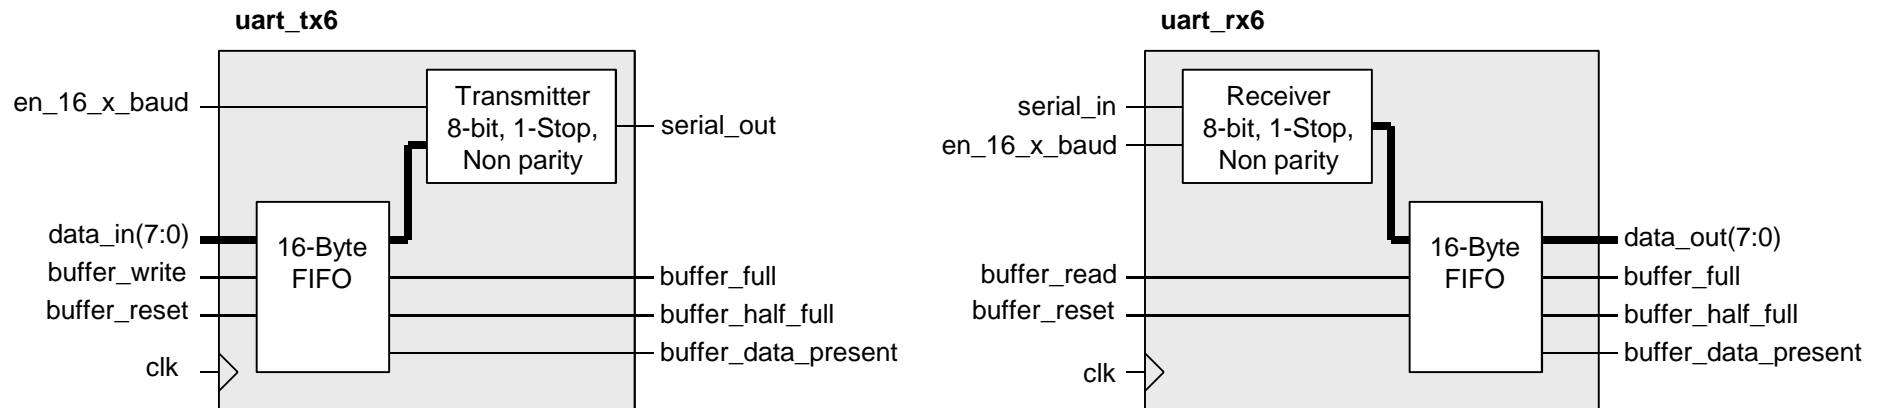 uart_tx6
en_16_x_baud
Transmitter
8-bit, 1-Stop,
Non parity
serial_out
data_in(7:0)
buffer_write
buffer_reset
16-Byte
FIFO
buffer_full
buffer_half_full
buffer_data_present
clk
uart_rx6
serial_in
en_16_x_baud
Receiver
8-bit, 1-Stop,
Non parity
buffer_read
buffer_reset
16-Byte
FIFO
data_out(7:0)
buffer_full
buffer_half_full
buffer_data_present
clk